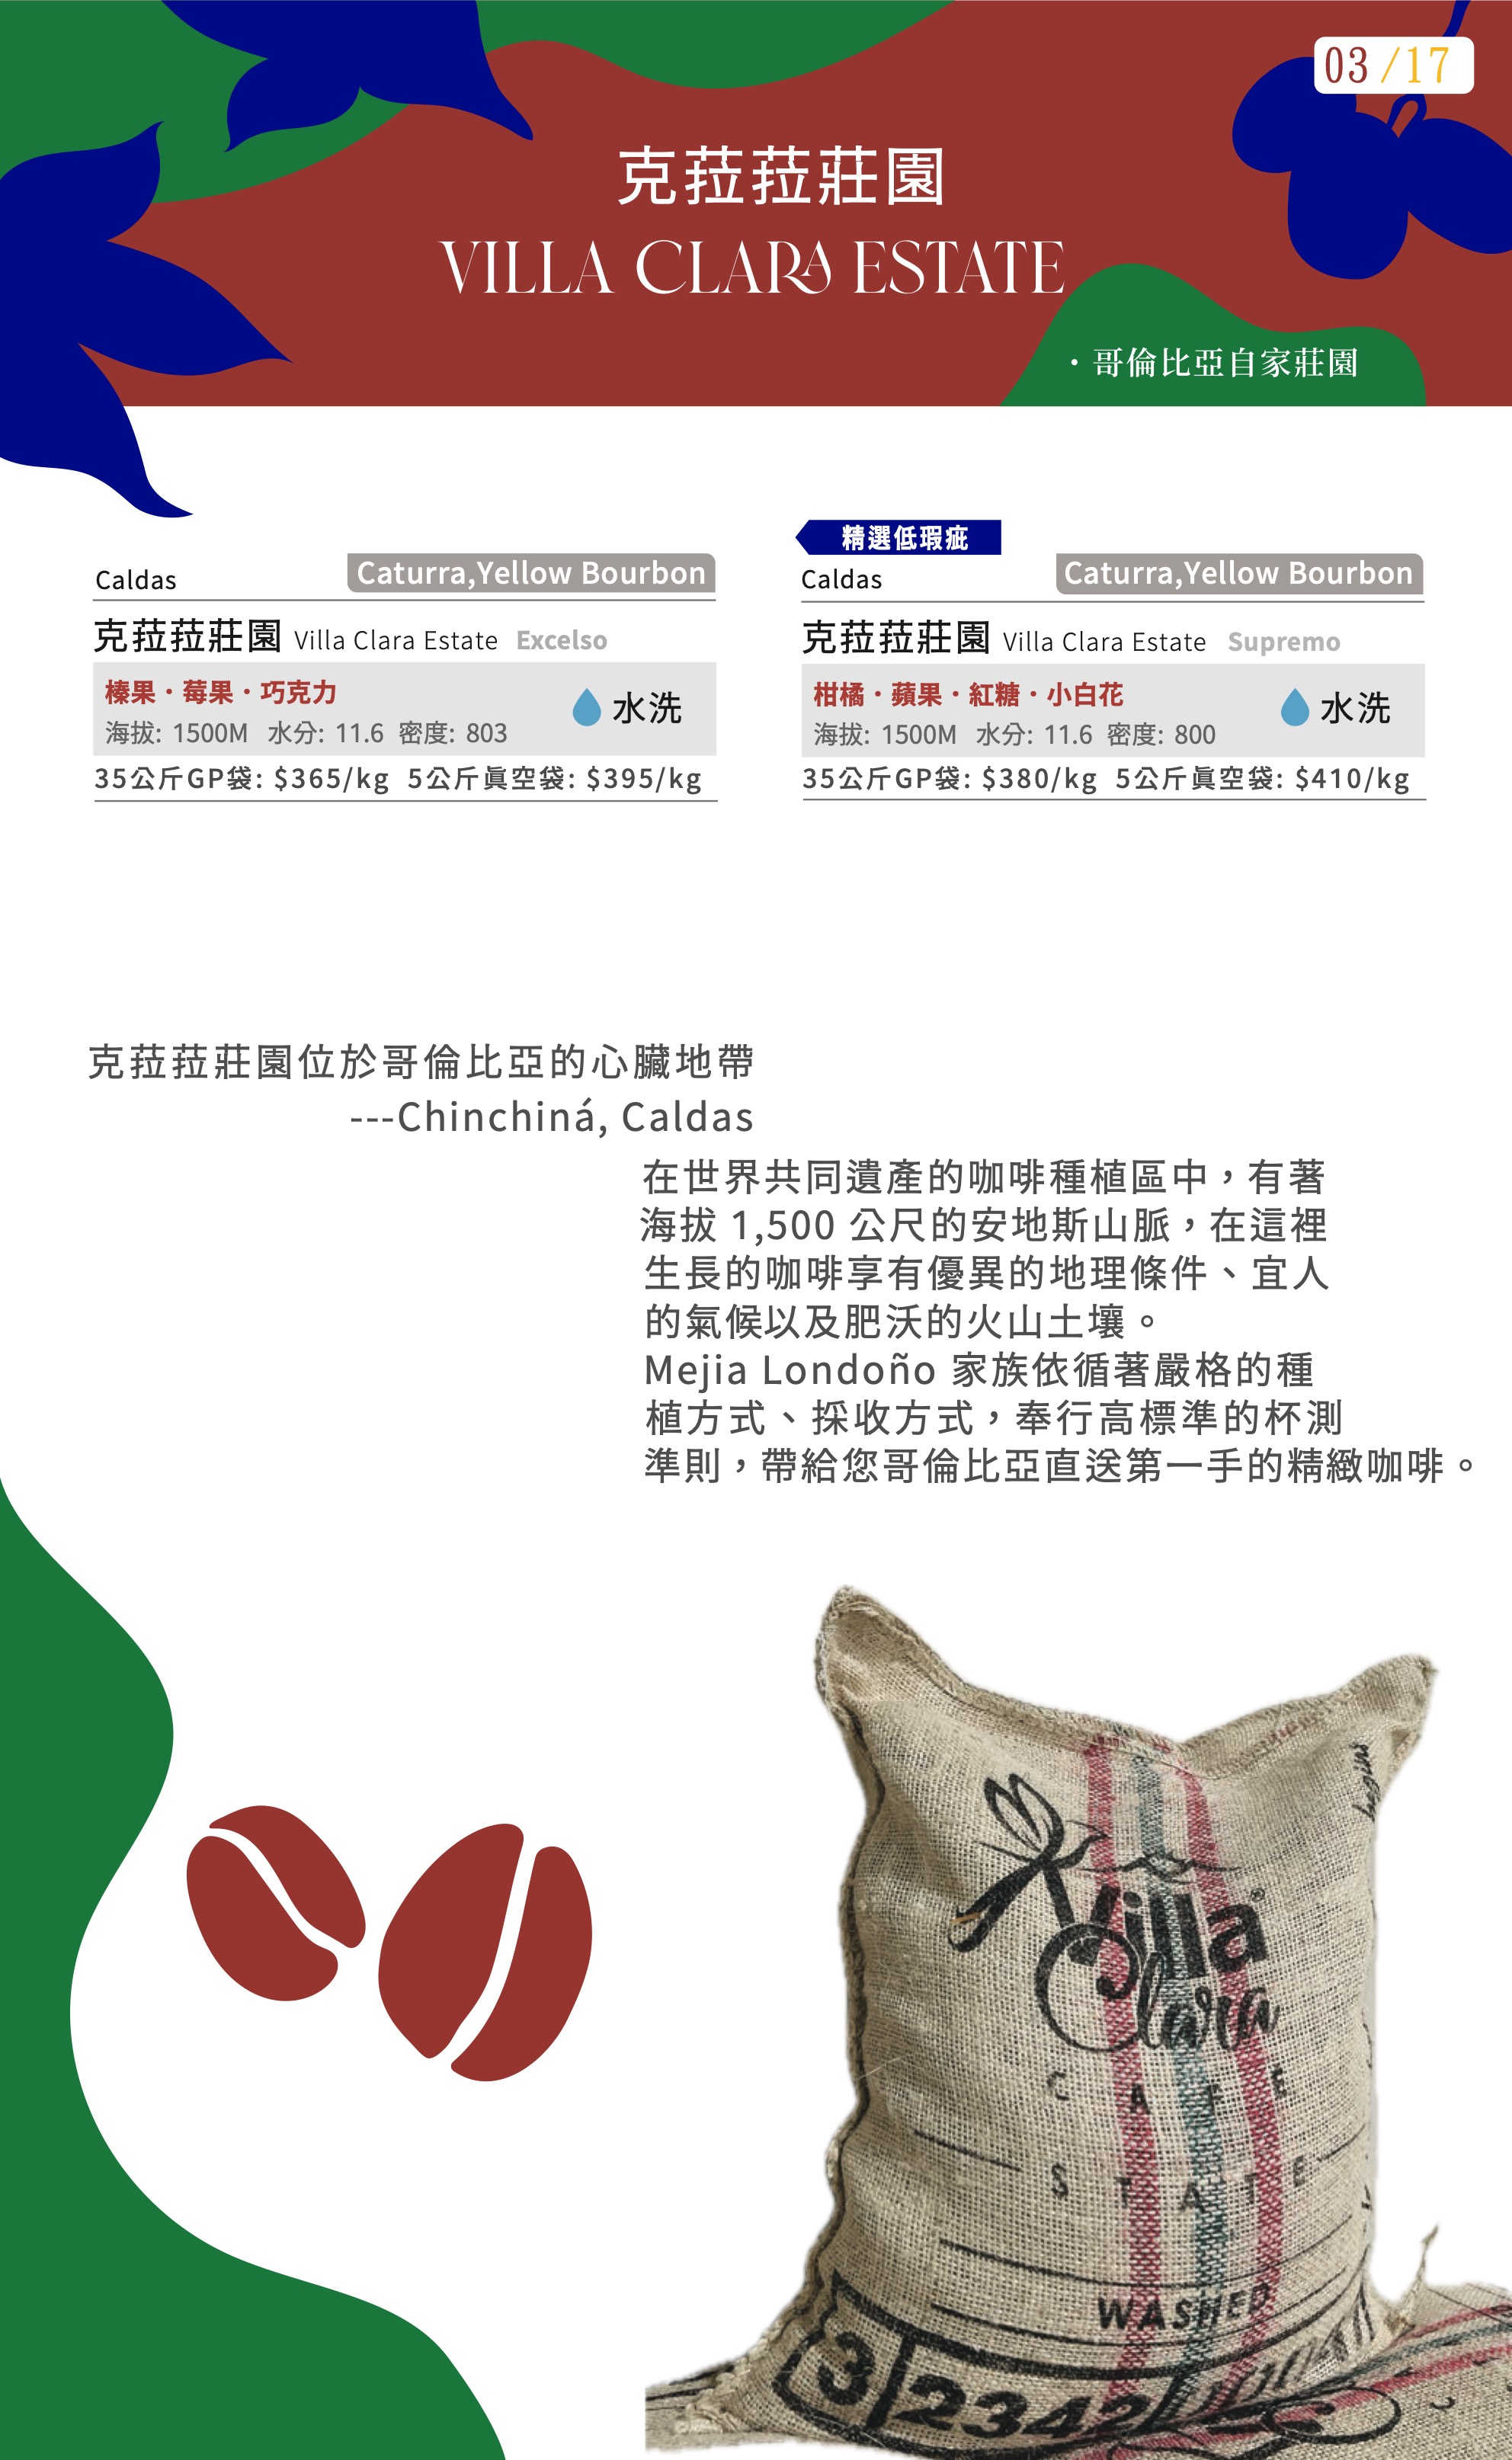 03 /17
克菈菈莊園
VILLA CLARA ESTATE
・哥倫比亞自家莊園
Caldas
Caturra,Yellow Bourbon
克菈菈莊園 Villa Clara Estate Excelso
榛果・莓果・巧克力
水洗
海拔: 1500M 水分: 11.6 密度: 803
35公斤GP袋: $365/kg 5公斤真空袋: $395/kg
精選低瑕疵
Caldas
Caturra,Yellow Bourbon
克菈菈莊園 Villa Clara Estate Supremo
柑橘・蘋果・紅糖・小白花
水洗
海拔: 1500M 水分: 11.6 密度: 800
35公斤GP袋: $380/kg 5公斤真空袋: $410/kg
克菈菈莊園位於哥倫比亞的心臟地帶
---Chinchiná, Caldas
在世界共同遺產的咖啡種植區中，有著
海拔 1,500 公尺的安地斯山脈，在這裡
生長的咖啡享有優異的地理條件、宜人
的氣候以及肥沃的火山土壤。
Mejia Londoño 家族依循著嚴格的種
植方式、採收方式，奉行高標準的杯測
準則，帶給您哥倫比亞直送第一手的精緻咖啡。
Villa®
Clara
CAFE
STATE
WASHED
3 2342